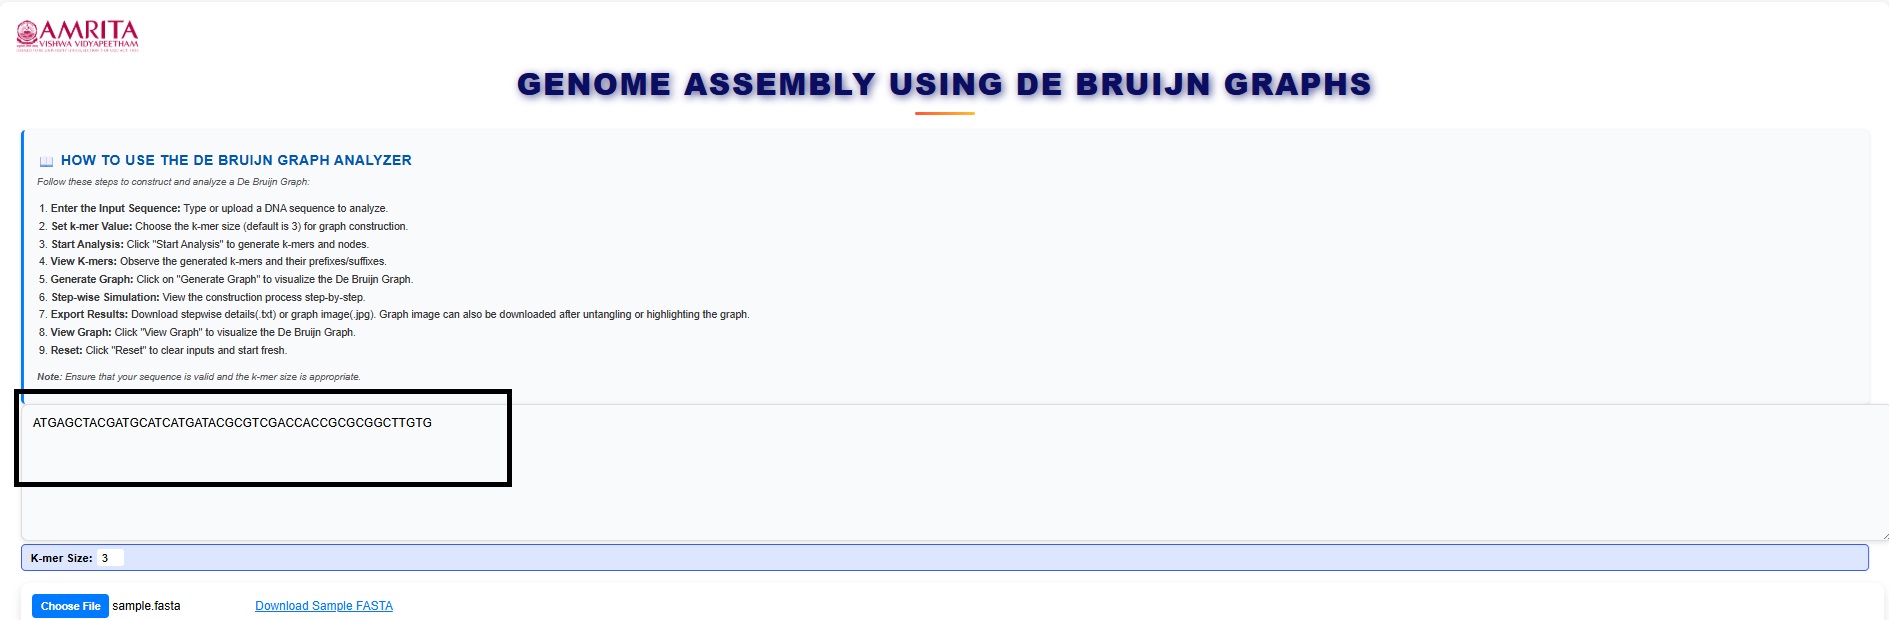 AMRITA
VISHWA VIDYAPEETHAM
GENOME ASSEMBLY USING DE BRUIJN GRAPHS
HOW TO USE THE DE BRUIJN GRAPH ANALYZER
Follow these steps to construct and analyze a De Bruijn Graph:
1. Enter the Input Sequence: Type or upload a DNA sequence to analyze.
2. Set k-mer Value: Choose the k-mer size (default is 3) for graph construction.
3. Start Analysis: Click "Start Analysis" to generate k-mers and nodes.
4. View K-mers: Observe the generated k-mers and their prefixes/suffixes.
5. Generate Graph: Click on "Generate Graph" to visualize the De Bruijn Graph.
6. Step-wise Simulation: View the construction process step-by-step.
7. Export Results: Download stepwise details(.txt) or graph image(.jpg). Graph image can also be downloaded after untangling or highlighting the graph.
8. View Graph: Click "View Graph" to visualize the De Bruijn Graph.
9. Reset: Click "Reset" to clear inputs and start fresh.
Note: Ensure that your sequence is valid and the k-mer size is appropriate.
ATGAGCTACGATGCATCATGATACGCGTCGACCACCGCGCGGCTTGTG
K-mer Size: 3
Choose File sample.fasta Download Sample FASTA